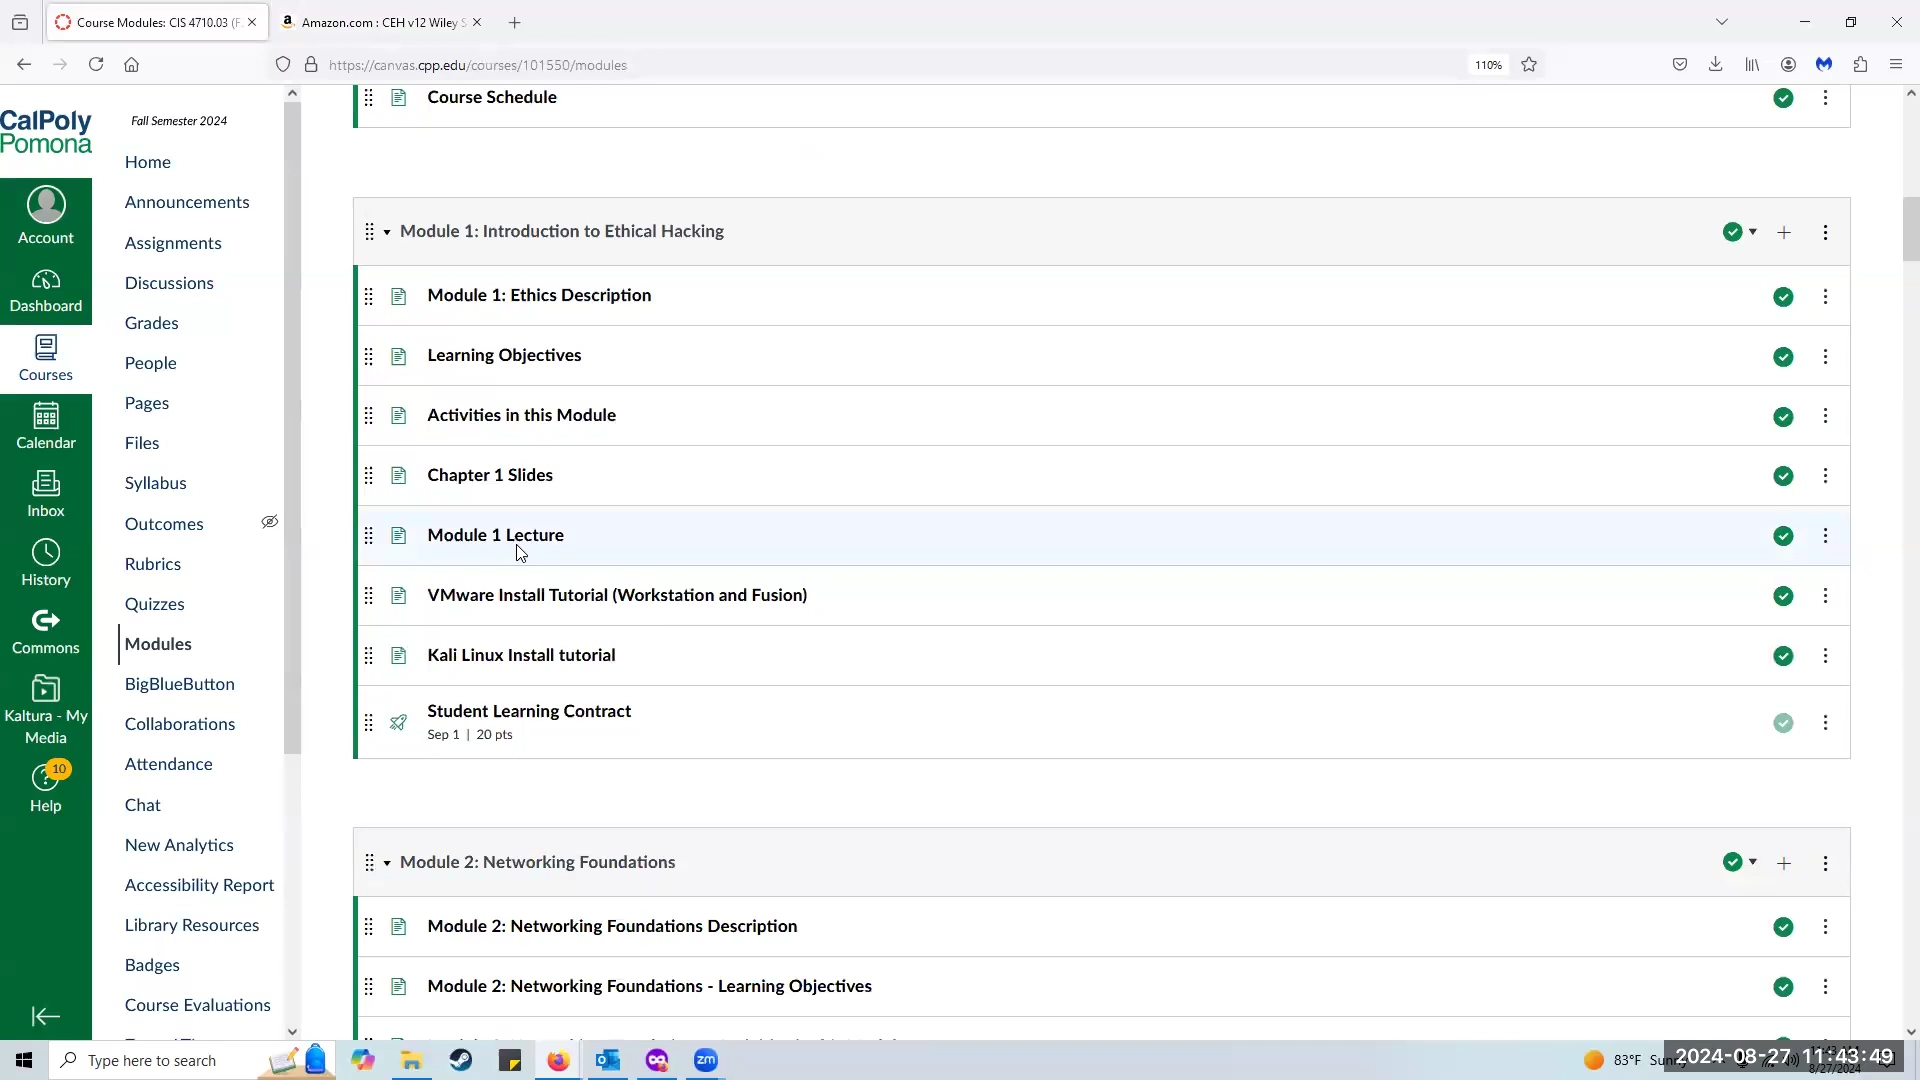 Course Modules: CIS 4710.03 (F
Amazon.com : CEH v12 Wiley S
https://canvas.cpp.edu/courses/101550/modules
110%
CalPoly
Pomona
Account
Dashboard
Courses
Calendar
Inbox
History
Commons
Kaltura - My
Media
10
Help
Fall Semester 2024
Home
Announcements
Assignments
Discussions
Grades
People
Pages
Files
Syllabus
Outcomes
Rubrics
Quizzes
Modules
BigBlueButton
Collaborations
Attendance
Chat
New Analytics
Accessibility Report
Library Resources
Badges
Course Evaluations
Course Schedule
Module 1: Introduction to Ethical Hacking
Module 1: Ethics Description
Learning Objectives
Activities in this Module
Chapter 1 Slides
Module 1 Lecture
VMware Install Tutorial (Workstation and Fusion)
Kali Linux Install tutorial
Student Learning Contract
Sep 1 | 20 pts
Module 2: Networking Foundations
Module 2: Networking Foundations Description
Module 2: Networking Foundations - Learning Objectives
Type here to search
zm
83°F Sunny
2024-08-27 11:43:49
8/27/2024